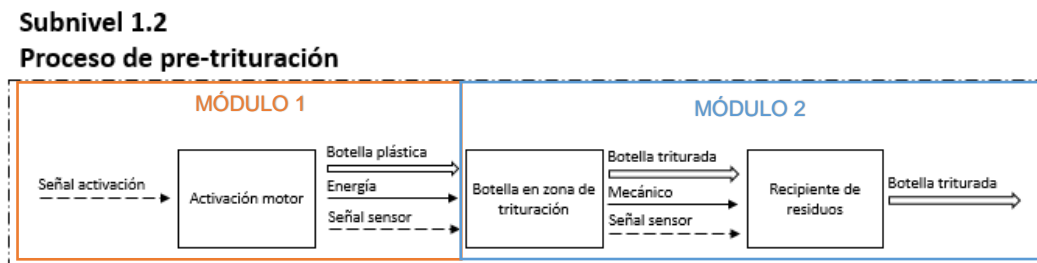 Subnivel 1.2
Proceso de pre-trituración
MÓDULO 1
MÓDULO 2
Señal activación
Activación motor
Botella plástica
Energía
Señal sensor
Botella en zona de
trituración
Botella triturada
Mecánico
Señal sensor
Recipiente de
residuos
Botella triturada